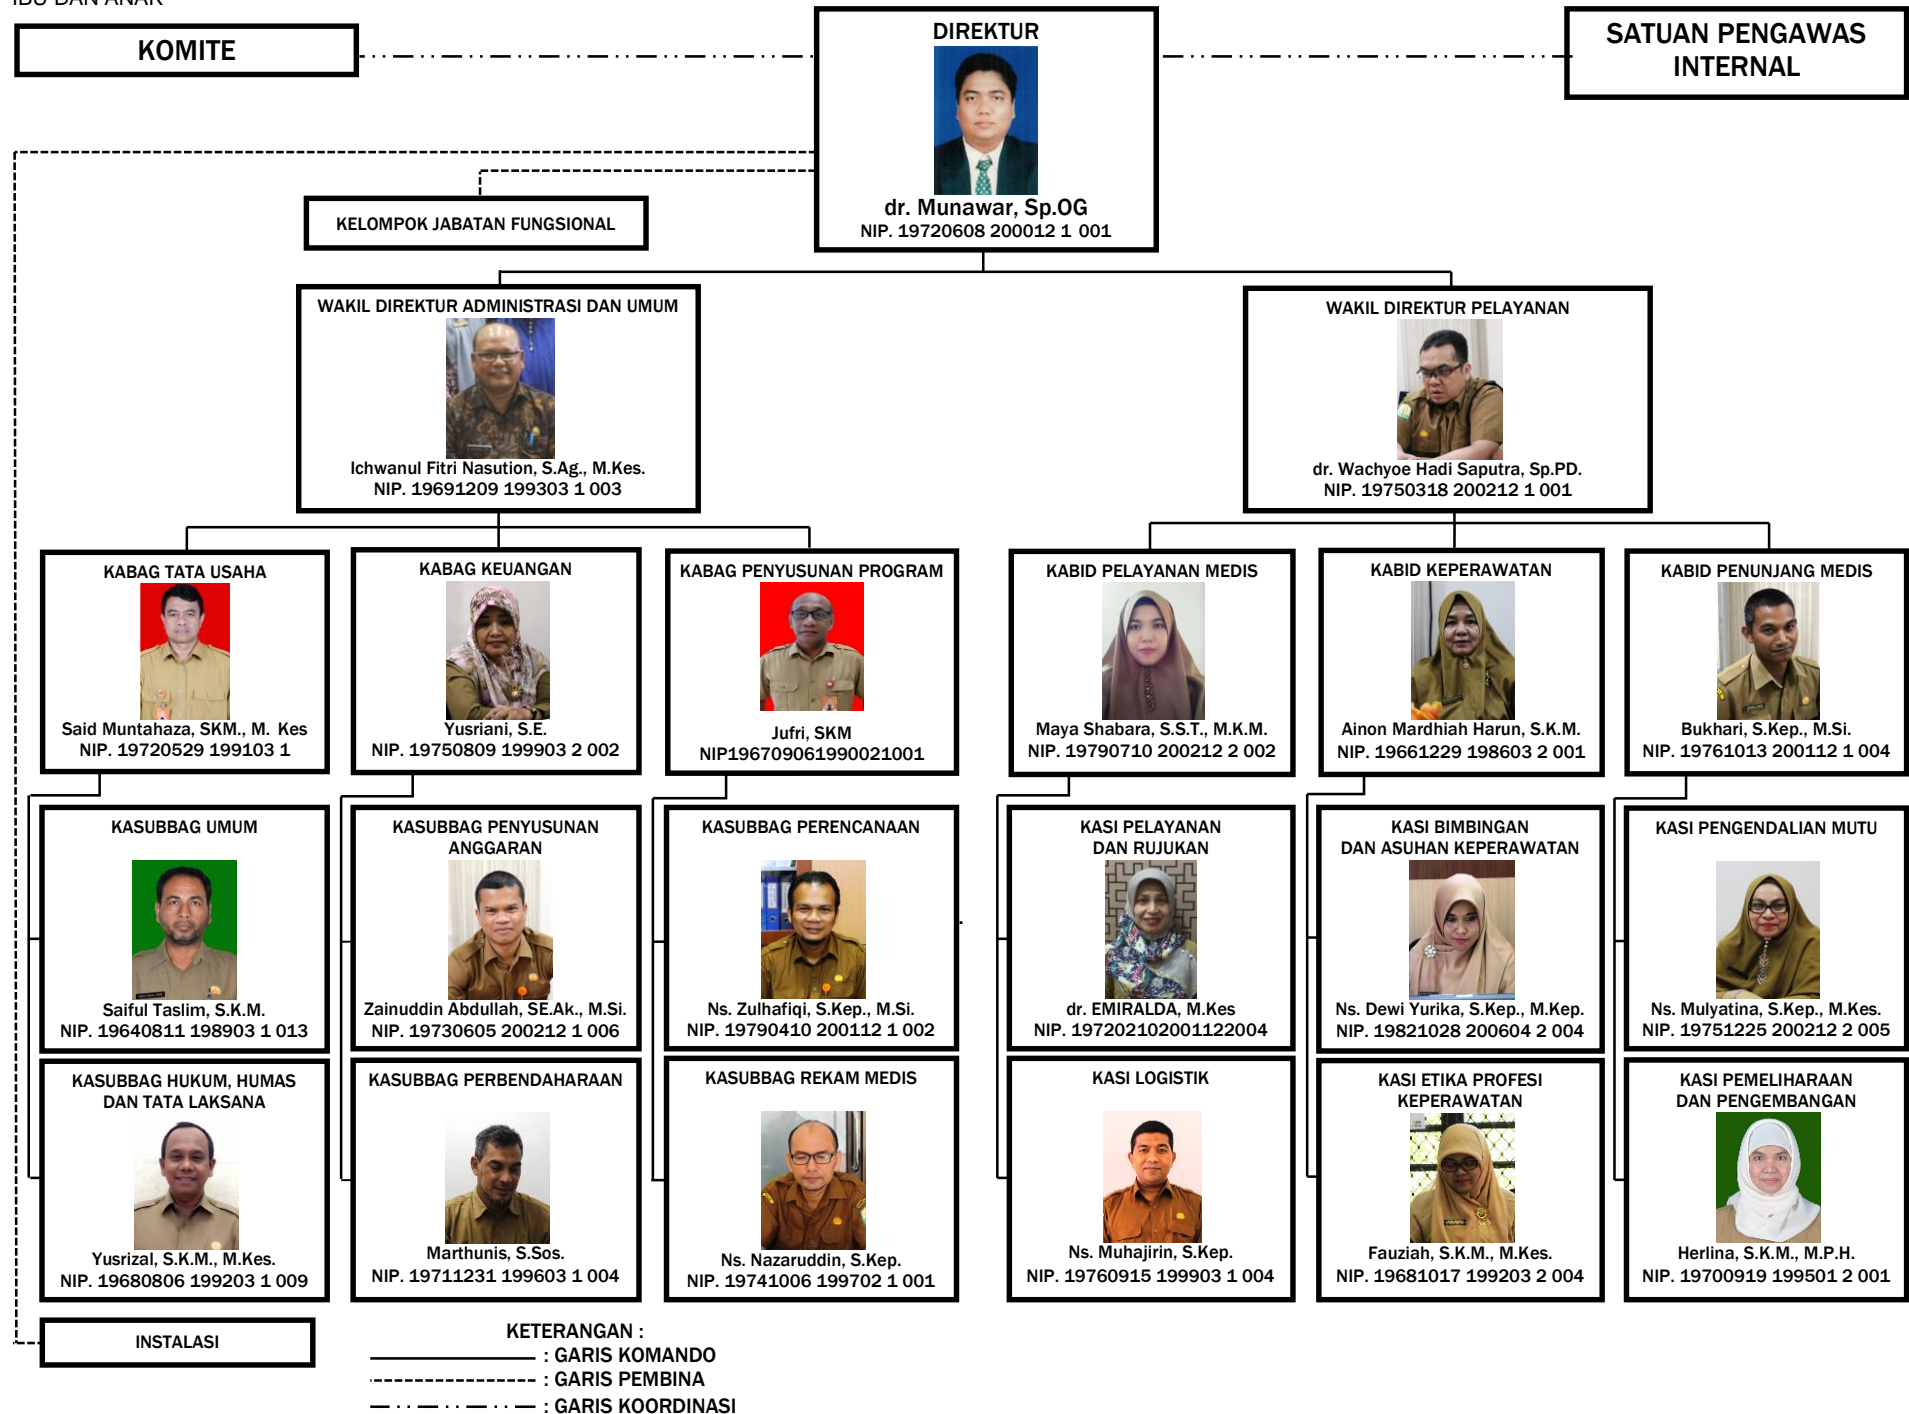 IBU DAN ANAK
KOMITE
DIREKTUR
SATUAN PENGAWAS
INTERNAL
dr. Munawar, Sp.OG
NIP. 19720608 200012 1 001
KELOMPOK JABATAN FUNGSIONAL
WAKIL DIREKTUR ADMINISTRASI DAN UMUM
Ichwanul Fitri Nasution, S.Ag., M.Kes.
NIP. 19691209 199303 1 003
WAKIL DIREKTUR PELAYANAN
dr. Wachyoe Hadi Saputra, Sp.PD.
NIP. 19750318 200212 1 001
KABAG TATA USAHA
Said Muntahaza, SKM., M. Kes
NIP. 19720529 199103 1
KABAG KEUANGAN
Yusriani, S.E.
NIP. 19750809 199903 2 002
KABAG PENYUSUNAN PROGRAM
Jufri, SKM
NIP196709061990021001
KABID PELAYANAN MEDIS
Maya Shabara, S.S.T., M.K.M.
NIP. 19790710 200212 2 002
KABID KEPERAWATAN
Ainon Mardhiah Harun, S.K.M.
NIP. 19661229 198603 2 001
KABID PENUNJANG MEDIS
Bukhari, S.Kep., M.Si.
NIP. 19761013 200112 1 004
KASUBBAG UMUM
Saiful Taslim, S.K.M.
NIP. 19640811 198903 1 013
KASUBBAG PENYUSUNAN
ANGGARAN
Zainuddin Abdullah, SE.Ak., M.Si.
NIP. 19730605 200212 1 006
KASUBBAG PERENCANAAN
Ns. Zulhafiqi, S.Kep., M.Si.
NIP. 19790410 200112 1 002
KASI PELAYANAN
DAN RUJUKAN
dr. EMIRALDA, M.Kes
NIP. 197202102001122004
KASI BIMBINGAN
DAN ASUHAN KEPERAWATAN
Ns. Dewi Yurika, S.Kep., M.Kep.
NIP. 19821028 200604 2 004
KASI PENGENDALIAN MUTU
Ns. Mulyatina, S.Kep., M.Kes.
NIP. 19751225 200212 2 005
KASUBBAG HUKUM, HUMAS
DAN TATA LAKSANA
Yusrizal, S.K.M., M.Kes.
NIP. 19680806 199203 1 009
KASUBBAG PERBENDAHARAAN
Marthunis, S.Sos.
NIP. 19711231 199603 1 004
KASUBBAG REKAM MEDIS
Ns. Nazaruddin, S.Kep.
NIP. 19741006 199702 1 001
KASI LOGISTIK
Ns. Muhajirin, S.Kep.
NIP. 19760915 199903 1 004
KASI ETIKA PROFESI
KEPERAWATAN
Fauziah, S.K.M., M.Kes.
NIP. 19681017 199203 2 004
KASI PEMELIHARAAN
DAN PENGEMBANGAN
Herlina, S.K.M., M.P.H.
NIP. 19700919 199501 2 001
INSTALASI
KETERANGAN :
: GARIS KOMANDO
: GARIS PEMBINA
: GARIS KOORDINASI